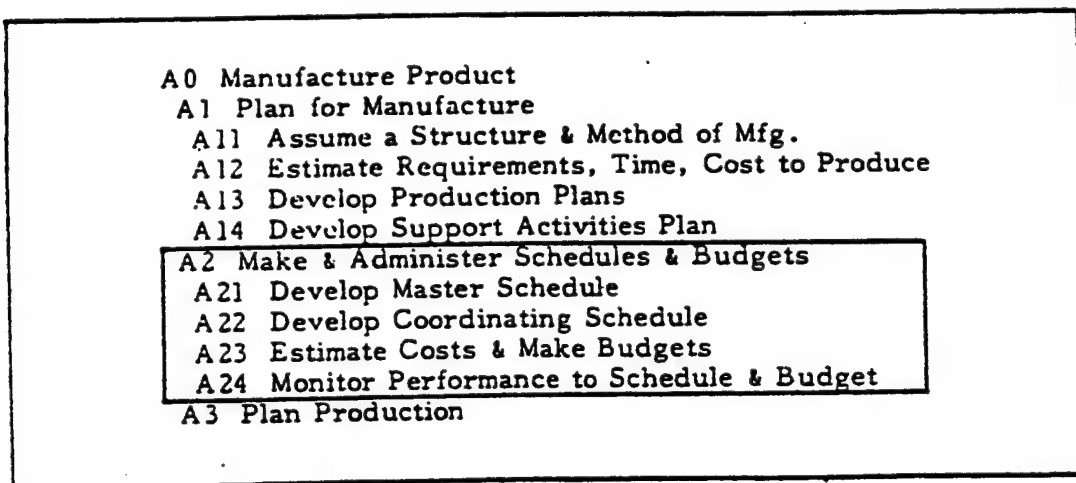 A0 Manufacture Product
A1 Plan for Manufacture
A11 Assume a Structure & Method of Mfg.
A12 Estimate Requirements, Time, Cost to Produce
A13 Develop Production Plans
A14 Develop Support Activities Plan
A2 Make & Administer Schedules & Budgets
A21 Develop Master Schedule
A22 Develop Coordinating Schedule
A23 Estimate Costs & Make Budgets
A24 Monitor Performance to Schedule & Budget
A3 Plan Production